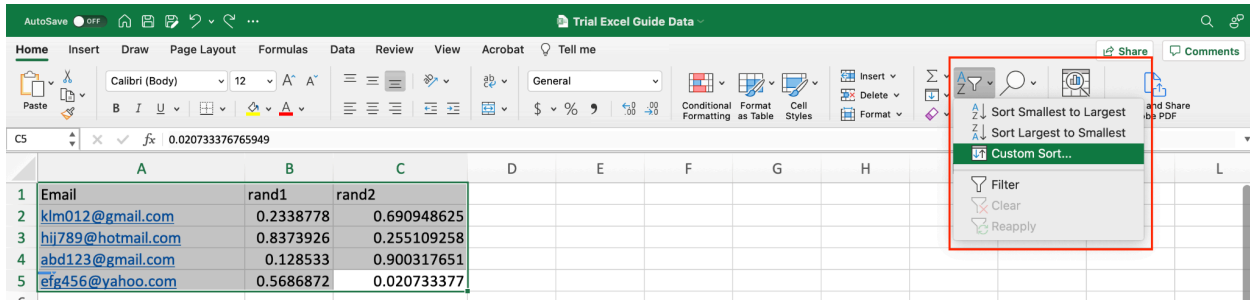 AutoSave OFF ... Trial Excel Guide Data
Home Insert Draw Page Layout Formulas Data Review View Acrobat Tell me Share Comments
Paste Calibri (Body) 12 A A ab General Insert Σ A Z
B I U A $ % 9 .00 Conditional Formatting Format as Table Cell Styles Delete Format
and Share
be PDF
Sort Smallest to Largest
Sort Largest to Smallest
Custom Sort...
Filter
Clear
Reapply
C5 fx 0.020733376765949
A B C D E F G H L
1 Email rand1 rand2
2 klm012@gmail.com 0.2338778 0.690948625
3 hij789@hotmail.com 0.8373926 0.255109258
4 abd123@gmail.com 0.128533 0.900317651
5 efg456@yahoo.com 0.5686872 0.020733377